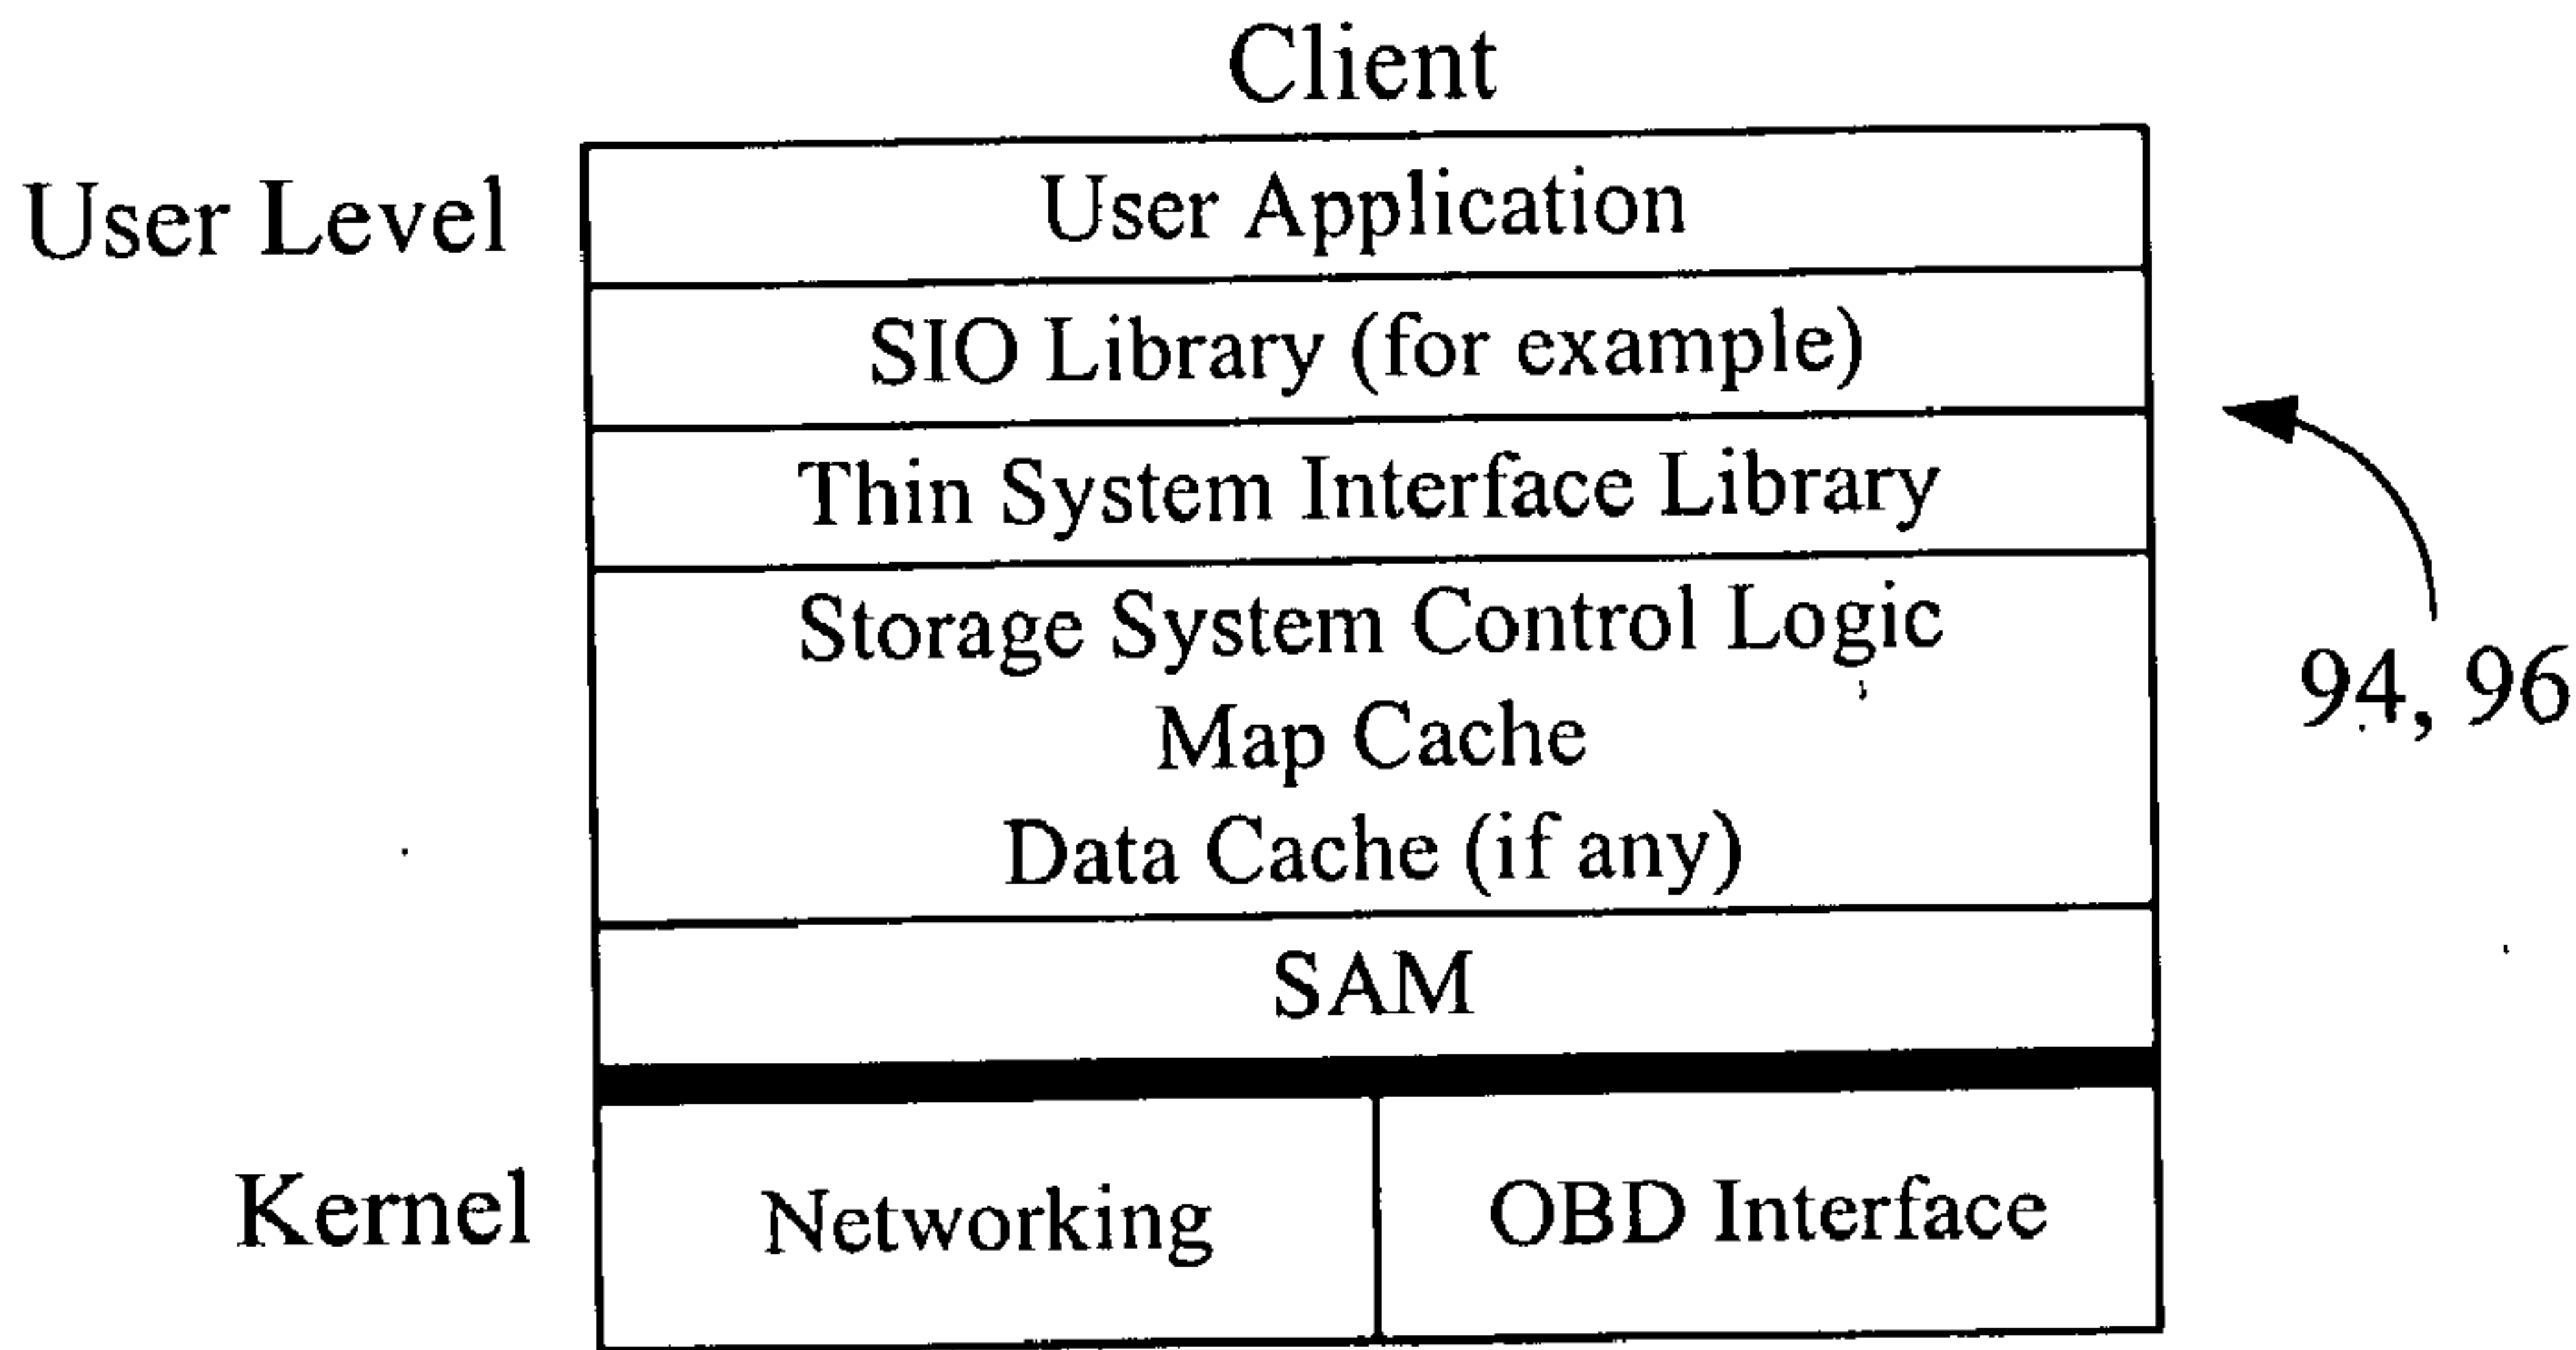 Client
User Level
User Application
SIO Library (for example)
Thin System Interface Library
Storage System Control Logic
Map Cache
Data Cache (if any)
94, 96
SAM
Kernel
Networking
OBD Interface